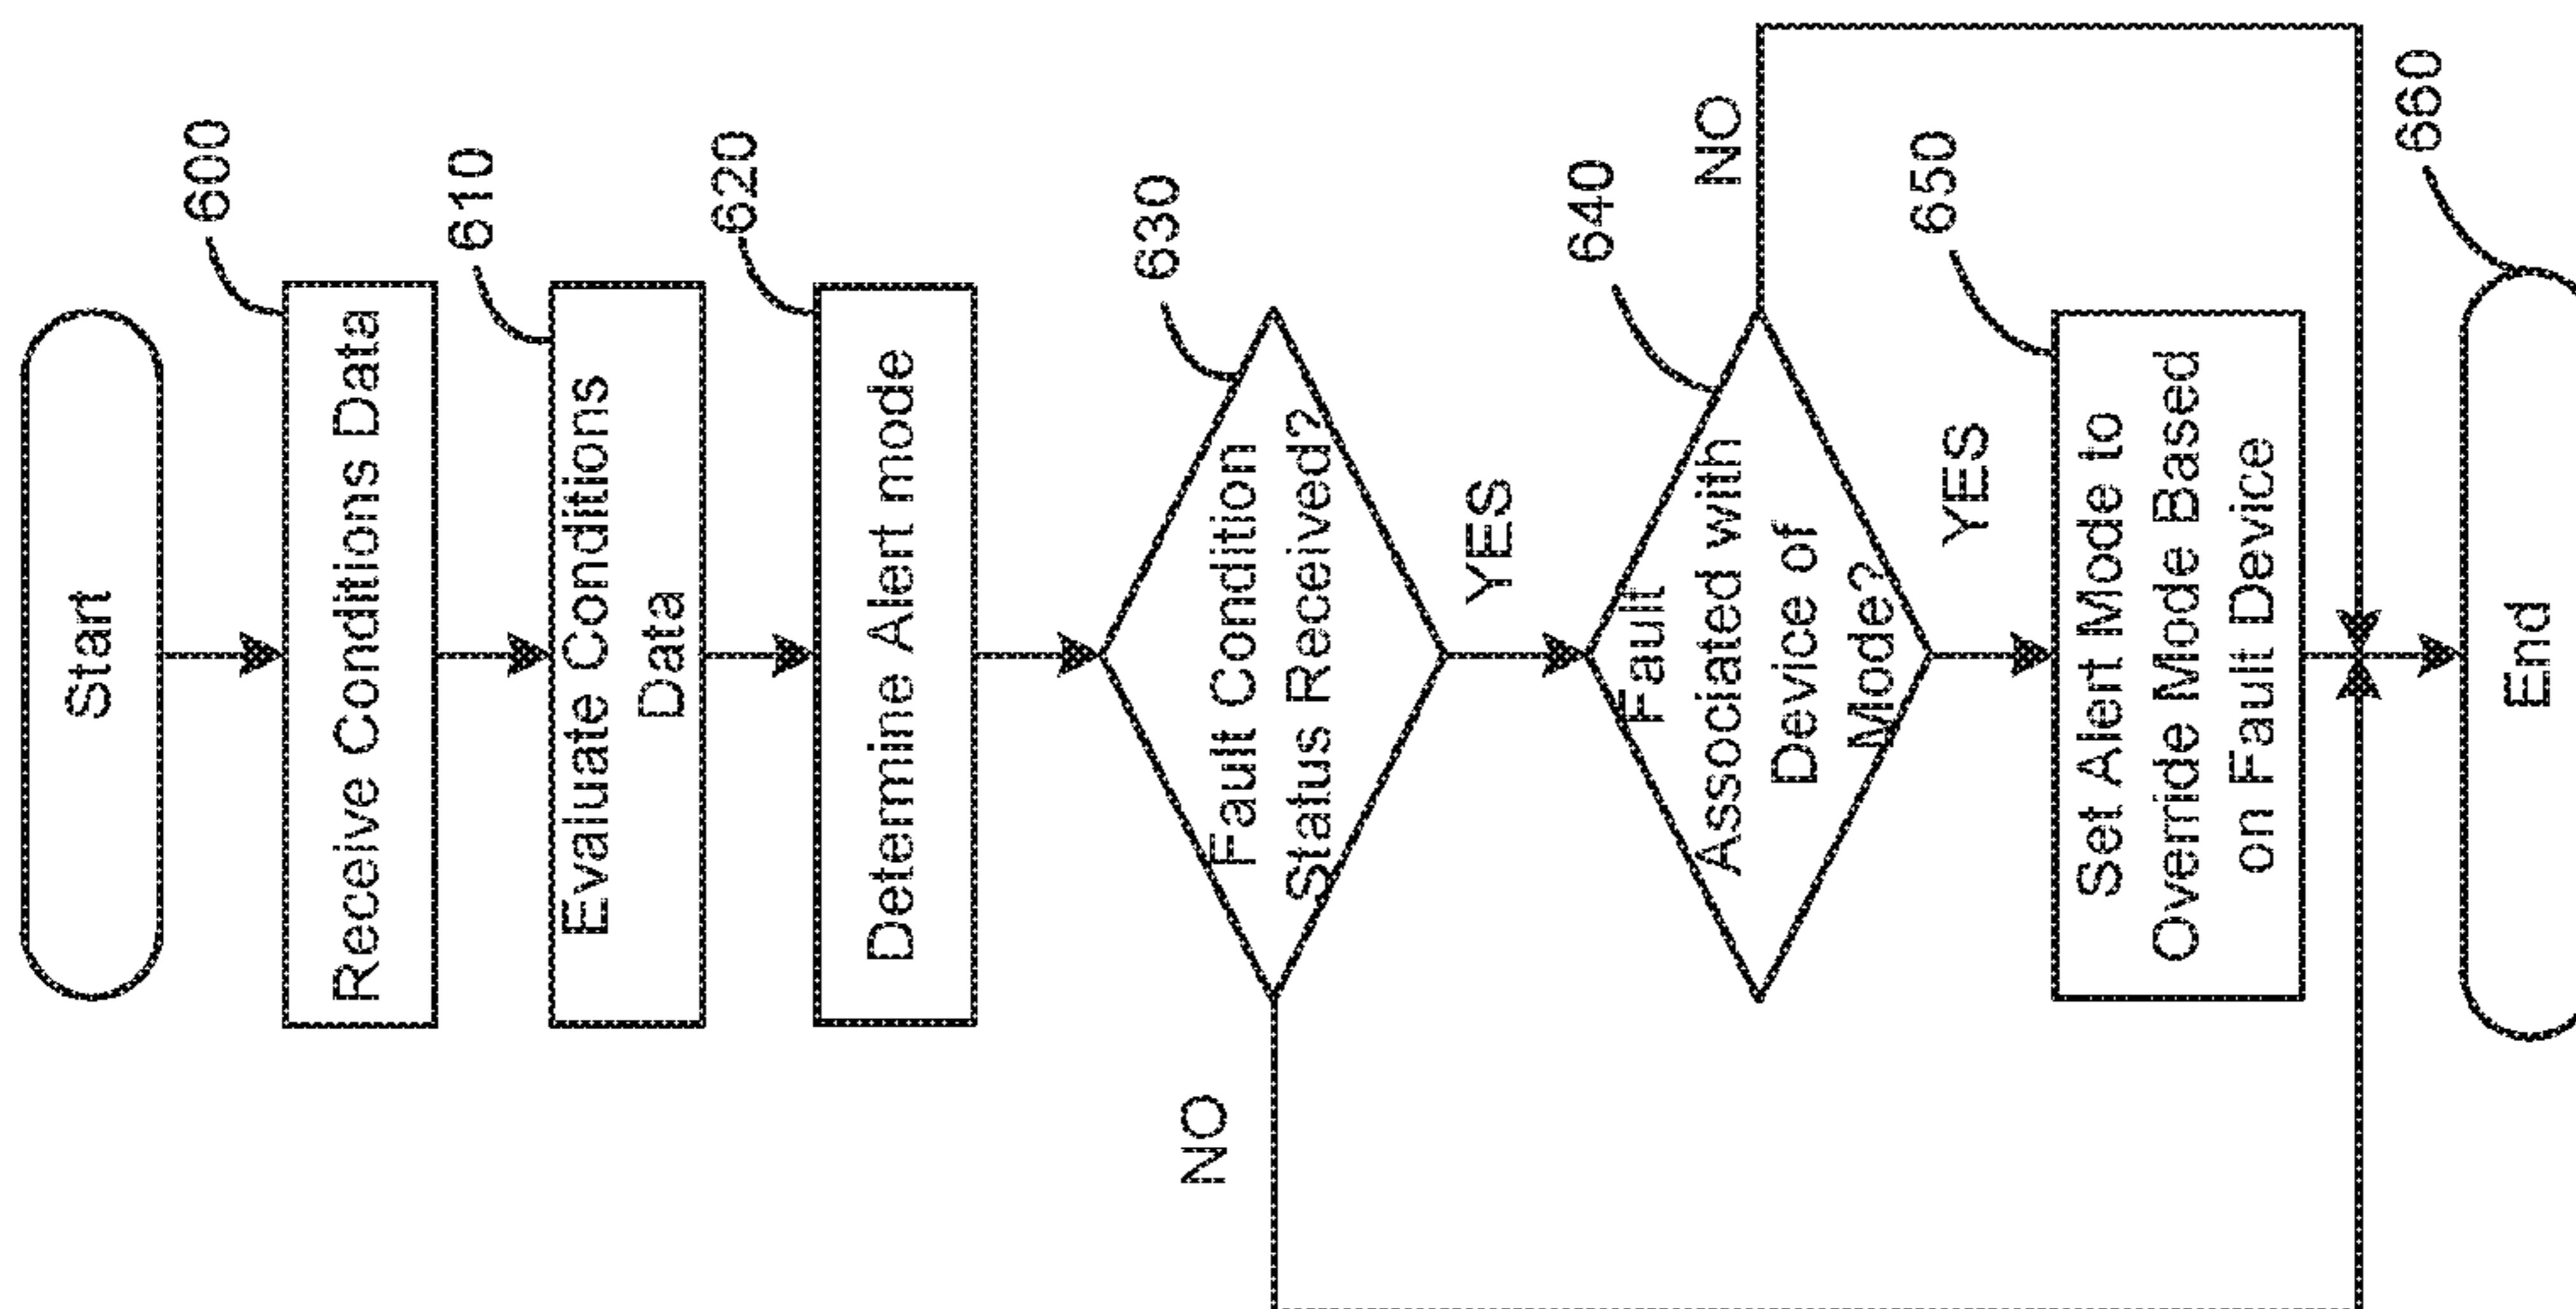 Start
600
Receive Conditions Data
610
Evaluate Conditions
Data
620
Determine Alert mode
630
Fault Condition
Status Received?
NO
YES
640
Fault
Associated with
Device of
Mode?
NO
YES
650
Set Alert Mode to
Override Mode Based
on Fault Device
660
End